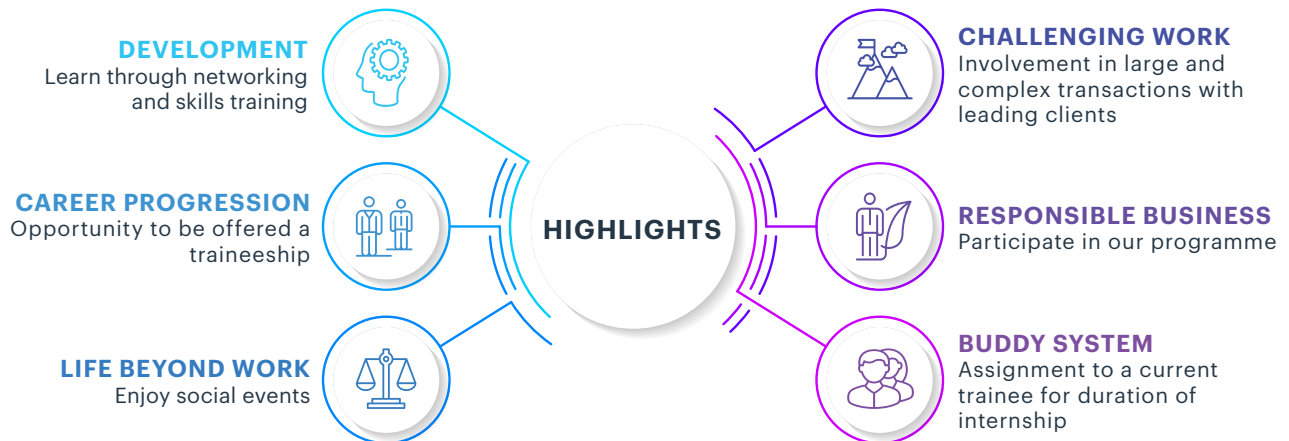 DEVELOPMENT
Learn through networking
and skills training
CAREER PROGRESSION
Opportunity to be offered a
traineeship
LIFE BEYOND WORK
Enjoy social events
HIGHLIGHTS
CHALLENGING WORK
Involvement in large and
complex transactions with
leading clients
RESPONSIBLE BUSINESS
Participate in our programme
BUDDY SYSTEM
Assignment to a current
trainee for duration of
internship